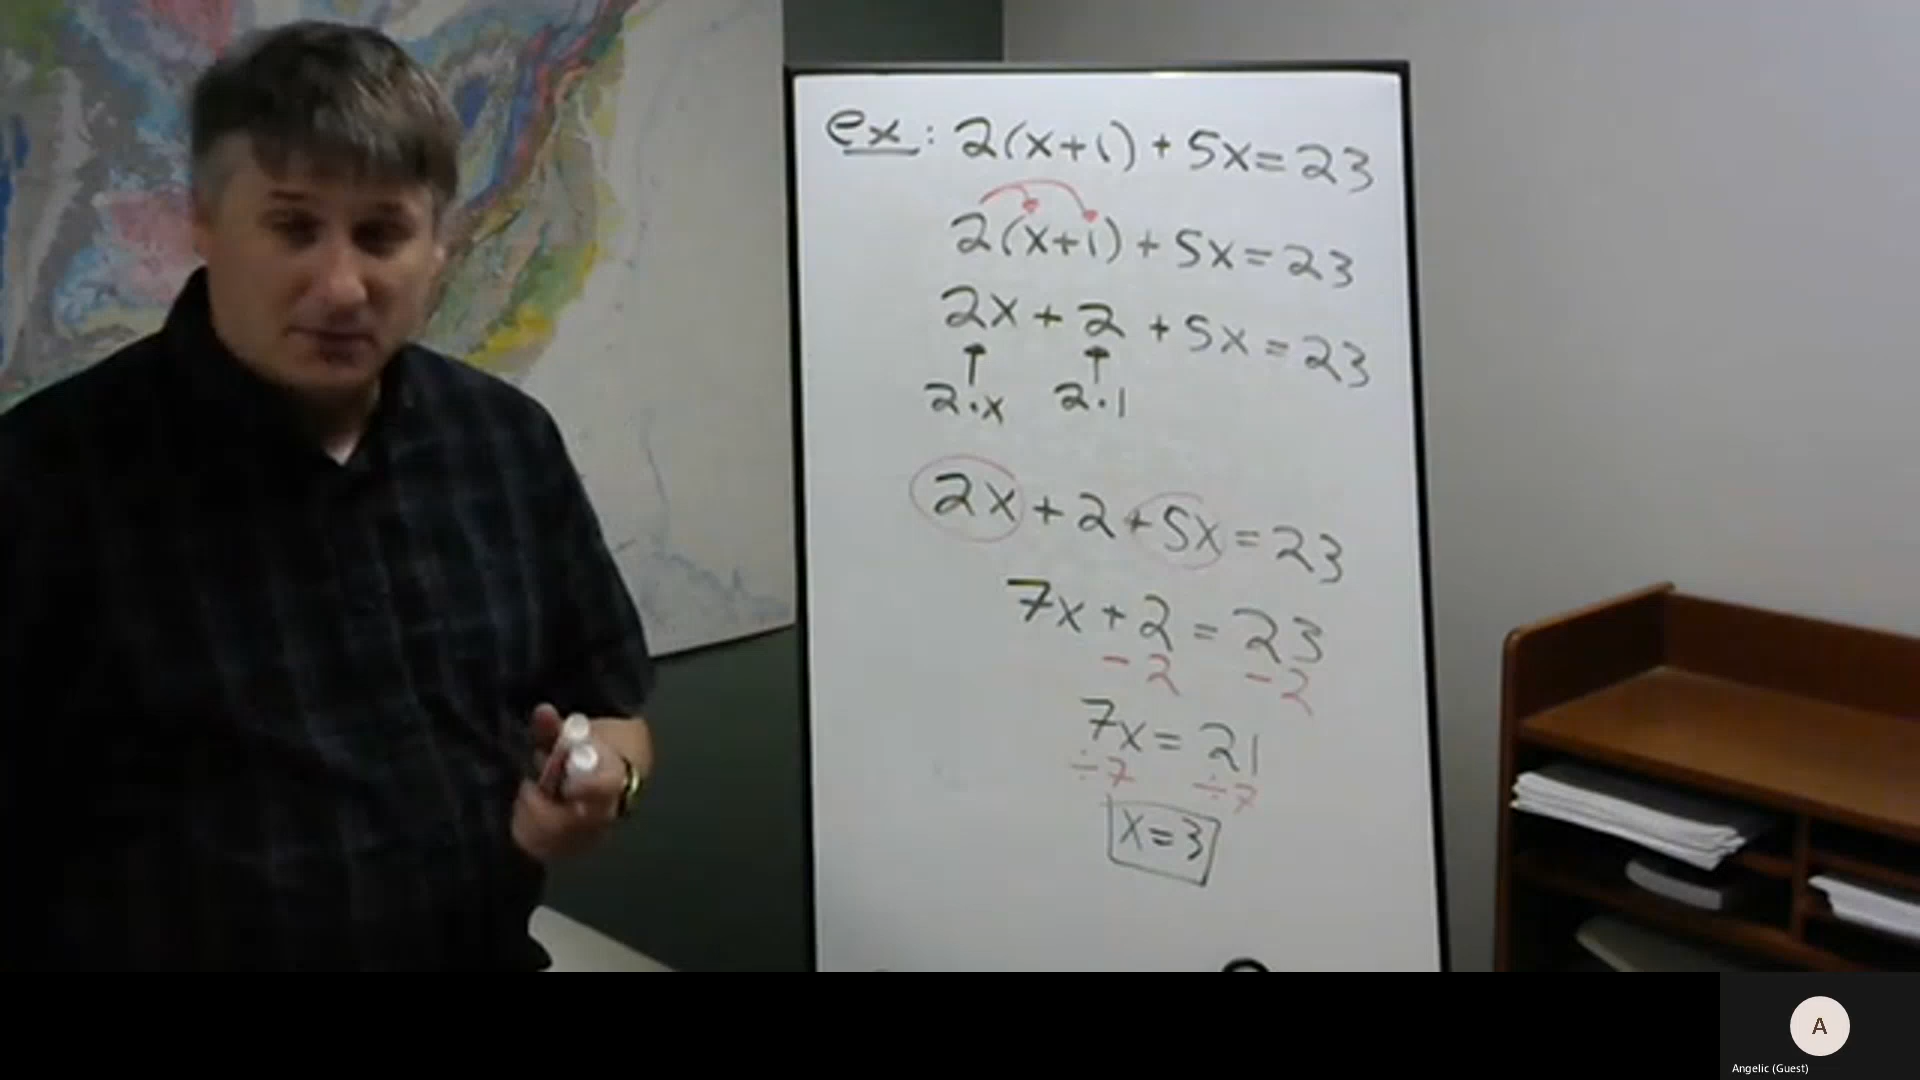 ex: 2(x+1) + 5x = 23
2(x+1) + 5x = 23
2x + 2 + 5x = 23
2·x 2·1
2x + 2 + 5x = 23
7x + 2 = 23
- 2 - 2
7x = 21
÷7 ÷7
x = 3
A
Angelic (Guest)